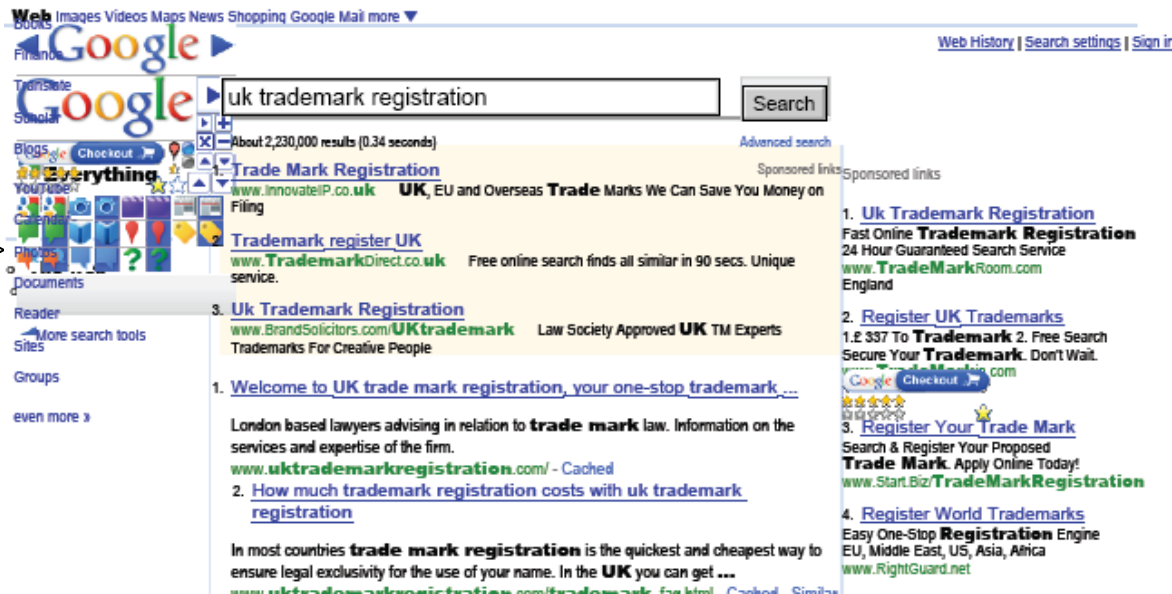 Web Images Videos Maps News Shopping Google Mail more ▼
Books
Google
Finance
Web History | Search settings | Sign in
Translate
Google
uk trademark registration
Search
Scholar
About 2,230,000 results (0.34 seconds)
Advanced search
Blogs
Google Checkout
Everything
YouTube
Calendar
Photos
Documents
Reader
More search tools
Sites
Groups
even more »
Sponsored links
1. Trade Mark Registration
www.InnovateIP.co.uk UK, EU and Overseas Trade Marks We Can Save You Money on
Filing
2. Trademark register UK
www.TrademarkDirect.co.uk Free online search finds all similar in 90 secs. Unique
service.
3. Uk Trademark Registration
www.BrandSolicitors.com/UKtrademark Law Society Approved UK TM Experts
Trademarks For Creative People
1. Welcome to UK trade mark registration, your one-stop trademark ...
London based lawyers advising in relation to trade mark law. Information on the
services and expertise of the firm.
www.uktrademarkregistration.com/ - Cached
2. How much trademark registration costs with uk trademark
registration
In most countries trade mark registration is the quickest and cheapest way to
ensure legal exclusivity for the use of your name. In the UK you can get ...
www.uktrademarkregistration.com/trademark_faq.html - Cached - Similar
Sponsored links
1. Uk Trademark Registration
Fast Online Trademark Registration
24 Hour Guaranteed Search Service
www.TradeMarkRoom.com
England
2. Register UK Trademarks
1.£ 337 To Trademark 2. Free Search
Secure Your Trademark. Don't Wait.
Google Checkout
3. Register Your Trade Mark
Search & Register Your Proposed
Trade Mark. Apply Online Today!
www.Start.Biz/TradeMarkRegistration
4. Register World Trademarks
Easy One-Stop Registration Engine
EU, Middle East, US, Asia, Africa
www.RightGuard.net